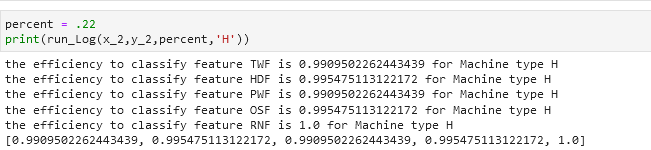 percent = .22
print(run_Log(x_2,y_2,percent,'H'))
the efficiency to classify feature TWF is 0.9909502262443439 for Machine type H
the efficiency to classify feature HDF is 0.995475113122172 for Machine type H
the efficiency to classify feature PWF is 0.9909502262443439 for Machine type H
the efficiency to classify feature OSF is 0.995475113122172 for Machine type H
the efficiency to classify feature RNF is 1.0 for Machine type H
[0.9909502262443439, 0.995475113122172, 0.9909502262443439, 0.995475113122172, 1.0]